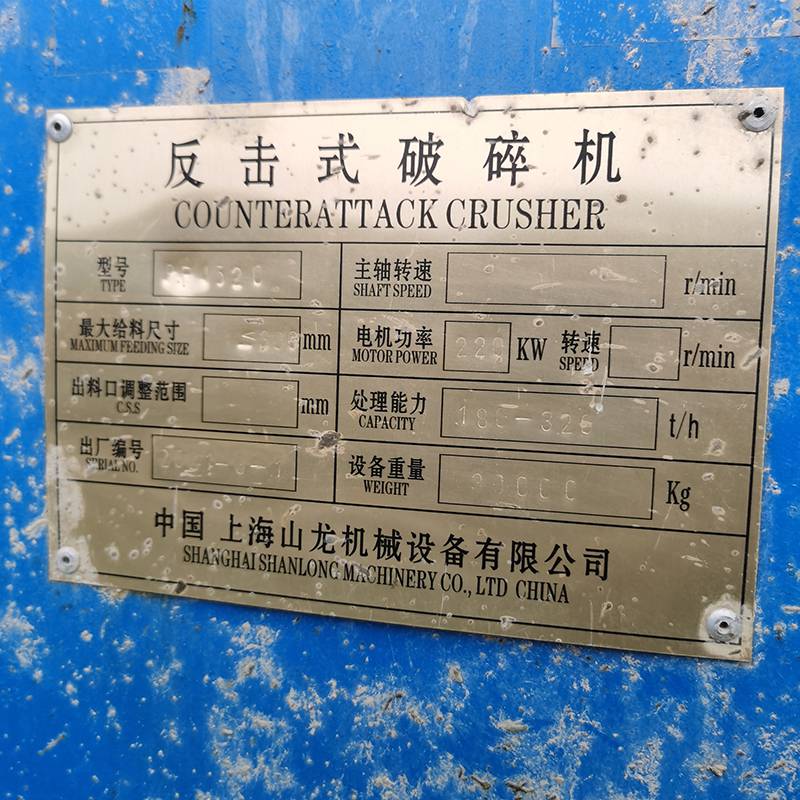 反击式破碎机
COUNTERATTACK CRUSHER
型号
TYPE
主轴转速
SHAFT SPEED
r/min
最大给料尺寸
MAXIMUM FEEDING SIZE
mm
电机功率
MOTOR POWER
220
KW
转速
SPEED
r/min
出料口调整范围
C.S.S
mm
处理能力
CAPACITY
180-320
t/h
出厂编号
SERIAL NO.
设备重量
WEIGHT
Kg
中国 上海山龙机械设备有限公司
SHANGHAI SHANLONG MACHINERY CO., LTD CHINA